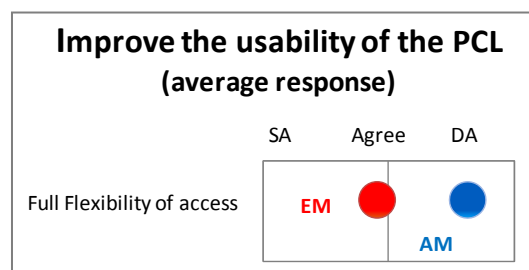 Improve the usability of the PCL
(average response)
SA Agree DA
Full Flexibility of access
EM
AM